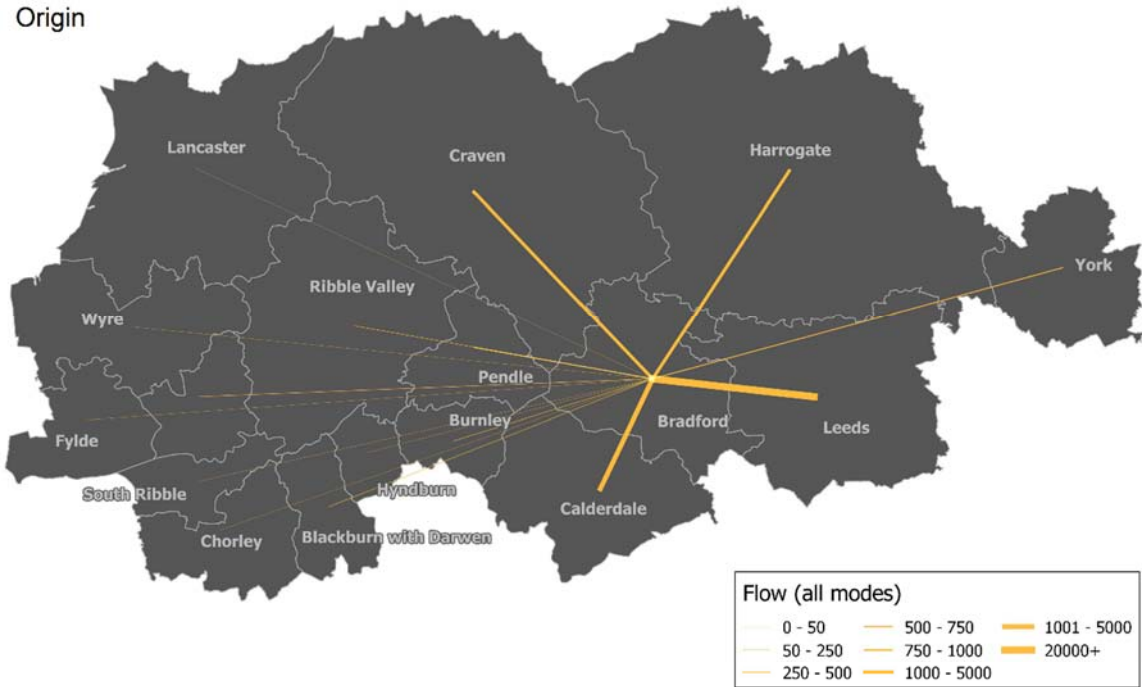 Origin
Lancaster
Craven
Harrogate
York
Ribble Valley
Wyre
Pendle
Burnley
Bradford
Leeds
Fylde
South Ribble
Hyndburn
Calderdale
Chorley
Blackburn with Darwen
Flow (all modes)
0 - 50 500 - 750 1001 - 5000
50 - 250 750 - 1000 20000+
250 - 500 1000 - 5000